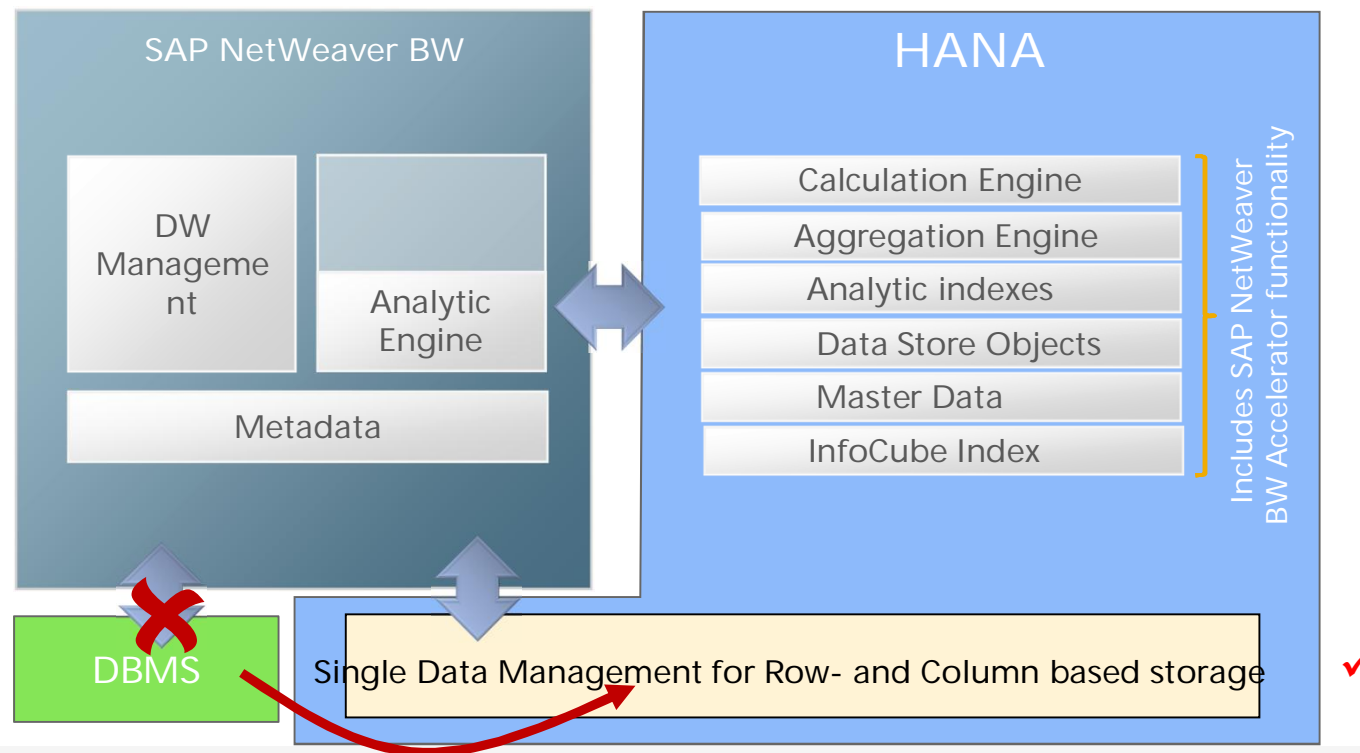 SAP NetWeaver BW
DW
Manageme
nt
Analytic
Engine
Metadata
HANA
Calculation Engine
Aggregation Engine
Analytic indexes
Data Store Objects
Master Data
InfoCube Index
Includes SAP NetWeaver
BW Accelerator functionality
DBMS
Single Data Management for Row- and Column based storage